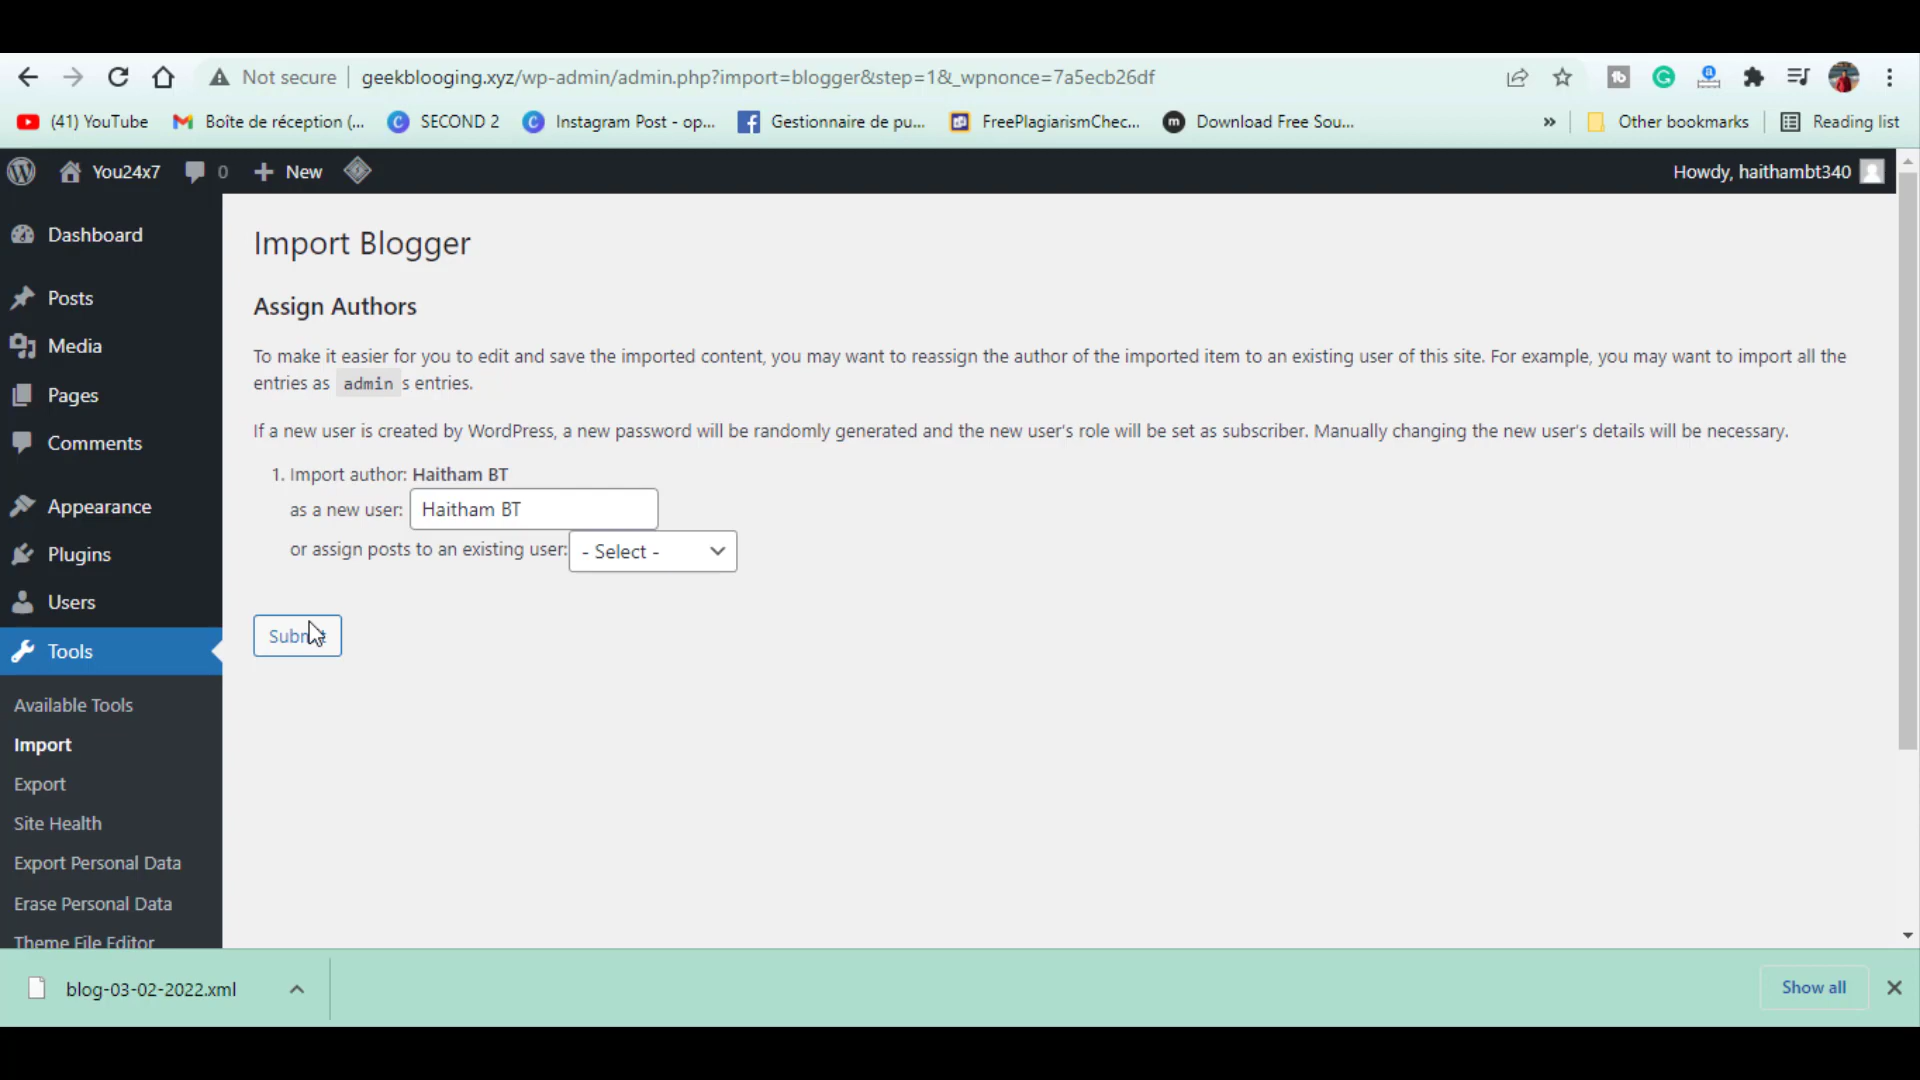 Not secure
geekblooging.xyz/wp-admin/admin.php?import=blogger&step=1&_wpnonce=7a5ecb26df
(41) YouTube
Boîte de réception (...
SECOND 2
Instagram Post - op...
Gestionnaire de pu...
FreePlagiarismChec...
Download Free Sou...
»
Other bookmarks
Reading list
You24x7
0
New
Howdy, haithambt340
Dashboard
Posts
Media
Pages
Comments
Appearance
Plugins
Users
Tools
Available Tools
Import
Export
Site Health
Export Personal Data
Erase Personal Data
Theme File Editor
Import Blogger
Assign Authors
To make it easier for you to edit and save the imported content, you may want to reassign the author of the imported item to an existing user of this site. For example, you may want to import all the
entries as admin s entries.
If a new user is created by WordPress, a new password will be randomly generated and the new user's role will be set as subscriber. Manually changing the new user's details will be necessary.
1. Import author: Haitham BT
as a new user: Haitham BT
or assign posts to an existing user: - Select -
Submit
blog-03-02-2022.xml
Show all